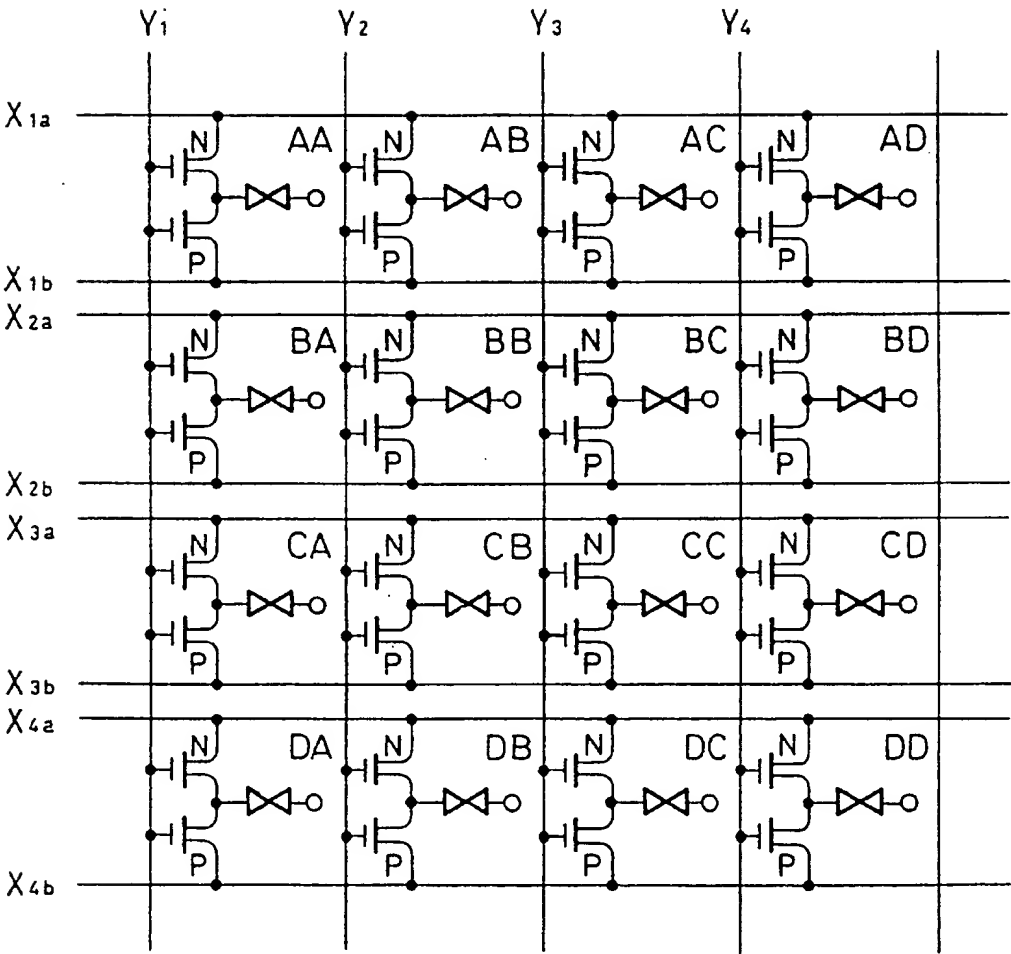 Y1 Y2 Y3 Y4
X1a
N AA N AB N AC N AD
P P P P
X1b
X2a
N BA N BB N BC N BD
P P P P
X2b
X3a
N CA N CB N CC N CD
P P P P
X3b
X4a
N DA N DB N DC N DD
P P P P
X4b